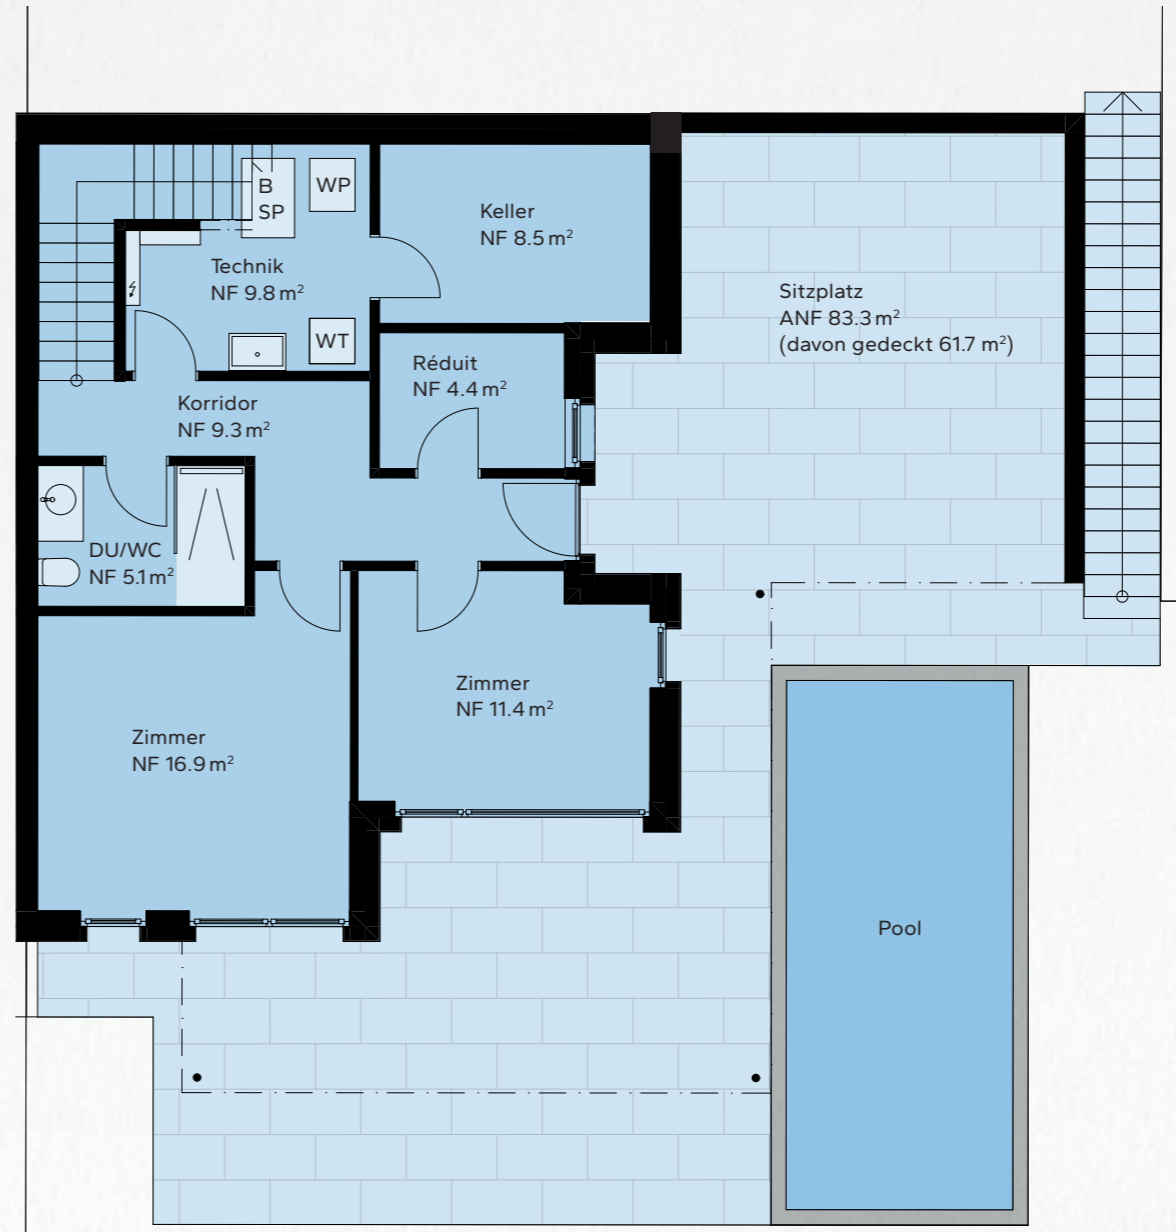 B
SP
WP
Keller
NF 8.5 m²
Technik
NF 9.8 m²
Sitzplatz
ANF 83.3 m²
(davon gedeckt 61.7 m²)
WT
Réduit
NF 4.4 m²
Korridor
NF 9.3 m²
DU/WC
NF 5.1 m²
Zimmer
NF 11.4 m²
Zimmer
NF 16.9 m²
Pool